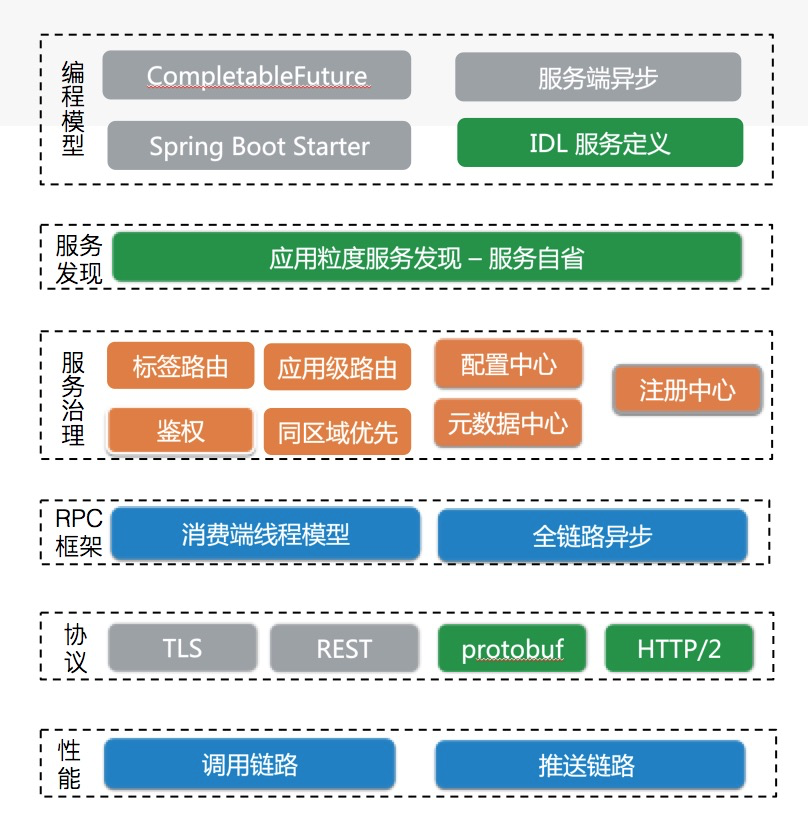 编程模型
CompletableFuture
服务端异步
Spring Boot Starter
IDL 服务定义
服务
发现
应用粒度服务发现 – 服务自省
服务治理
标签路由
应用级路由
配置中心
注册中心
鉴权
同区域优先
元数据中心
RPC
框架
消费端线程模型
全链路异步
协议
TLS
REST
protobuf
HTTP/2
性能
调用链路
推送链路